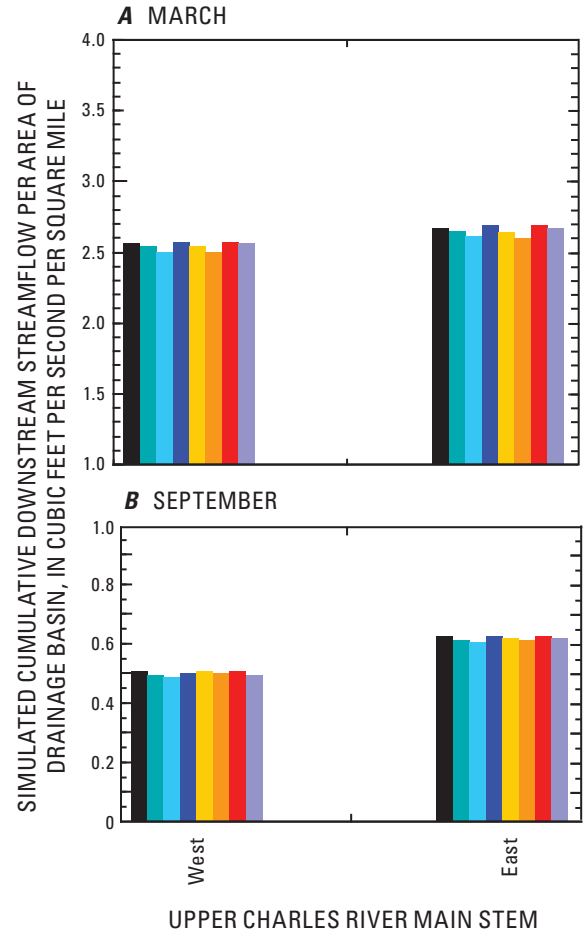 SIMULATED CUMULATIVE DOWNSTREAM STREAMFLOW PER AREA OF
DRAINAGE BASIN, IN CUBIC FEET PER SECOND PER SQUARE MILE
A MARCH
4.0
3.5
3.0
2.5
2.0
1.5
1.0
B SEPTEMBER
1.0
0.8
0.6
0.4
0.2
0
West
East
UPPER CHARLES RIVER MAIN STEM